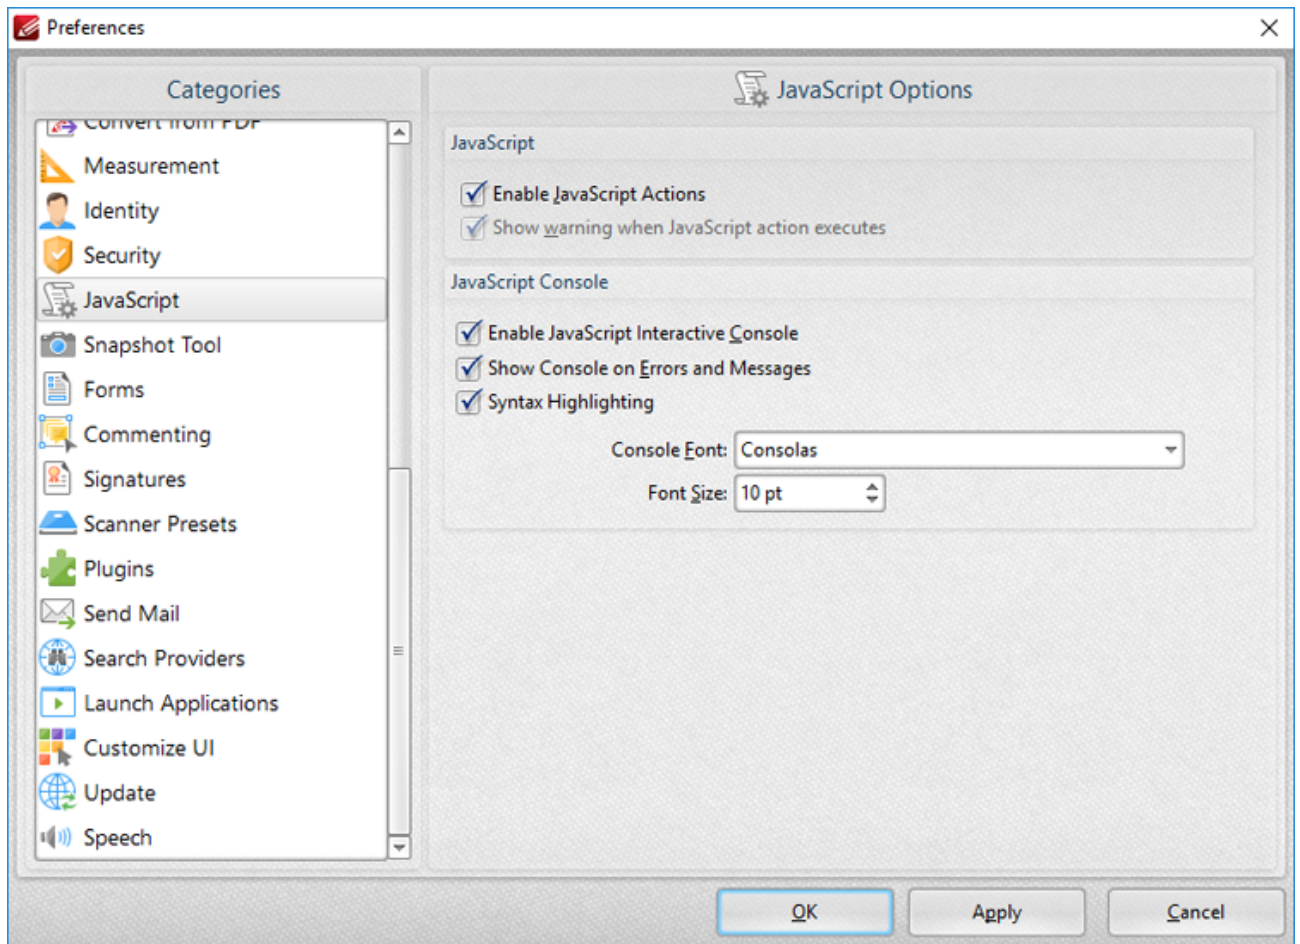 Preferences
Categories
Convert from PDF
Measurement
Identity
Security
JavaScript
Snapshot Tool
Forms
Commenting
Signatures
Scanner Presets
Plugins
Send Mail
Search Providers
Launch Applications
Customize UI
Update
Speech
JavaScript Options
JavaScript
Enable JavaScript Actions
Show warning when JavaScript action executes
JavaScript Console
Enable JavaScript Interactive Console
Show Console on Errors and Messages
Syntax Highlighting
Console Font: Consolas
Font Size: 10 pt
OK Apply Cancel